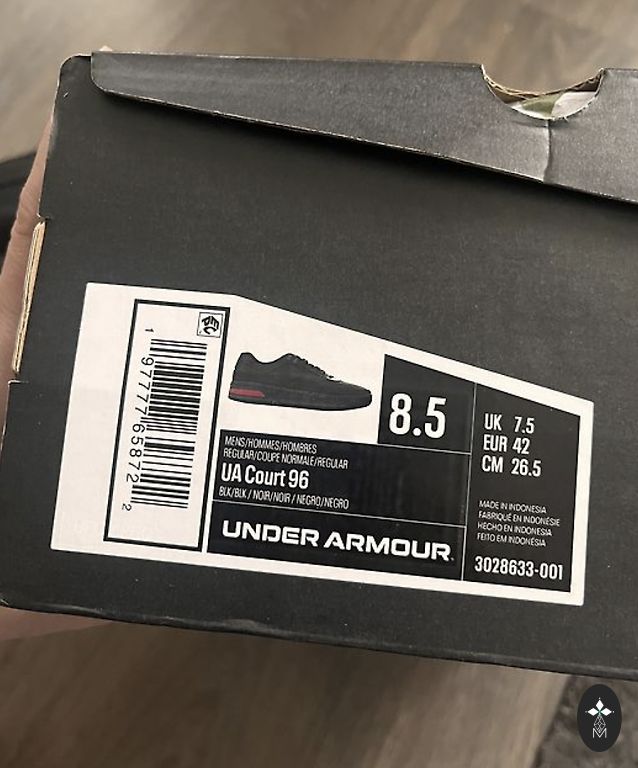 1 97777 65872 2
8.5
UK 7.5
EUR 42
CM 26.5
MENS/HOMMES/HOMBRES
REGULAR/COUPE NORMALE/REGULAR
UA Court 96
BLK/BLK / NOIR/NOIR / NEGRO/NEGRO
UNDER ARMOUR
MADE IN INDONESIA
FABRIQUÉ EN INDONÉSIE
HECHO EN INDONESIA
FEITO EM INDONÉSIA
3028633-001
M